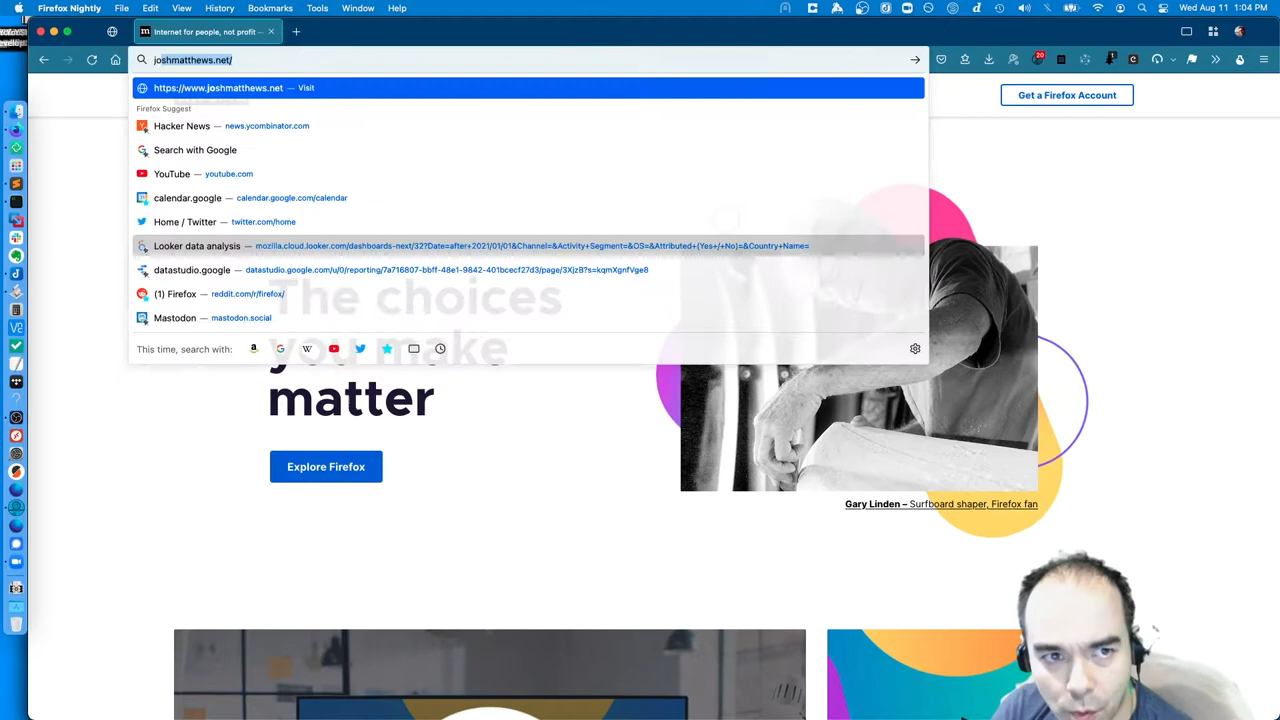 Firefox Nightly File Edit View History Bookmarks Tools Window Help Wed Aug 11 1:04 PM
Internet for people, not profit —
joshmatthews.net/
20
1
https://www.joshmatthews.net — Visit
Get a Firefox Account
Firefox Suggest
Hacker News — news.ycombinator.com
Search with Google
YouTube — youtube.com
calendar.google — calendar.google.com/calendar
Home / Twitter — twitter.com/home
Looker data analysis — mozilla.cloud.looker.com/dashboards-next/32?Date=after+2021/01/01&Channel=&Activity+Segment=&OS=&Attributed+(Yes+/+No)=&Country+Name=
datastudio.google — datastudio.google.com/u/0/reporting/7a716807-bbff-48e1-9842-401bcecf27d3/page/3XjzB?s=kqmXgnfVge8
(1) Firefox — reddit.com/r/firefox/
Mastodon — mastodon.social
The choices
This time, search with:
you make
matter
Explore Firefox
Gary Linden – Surfboard shaper, Firefox fan